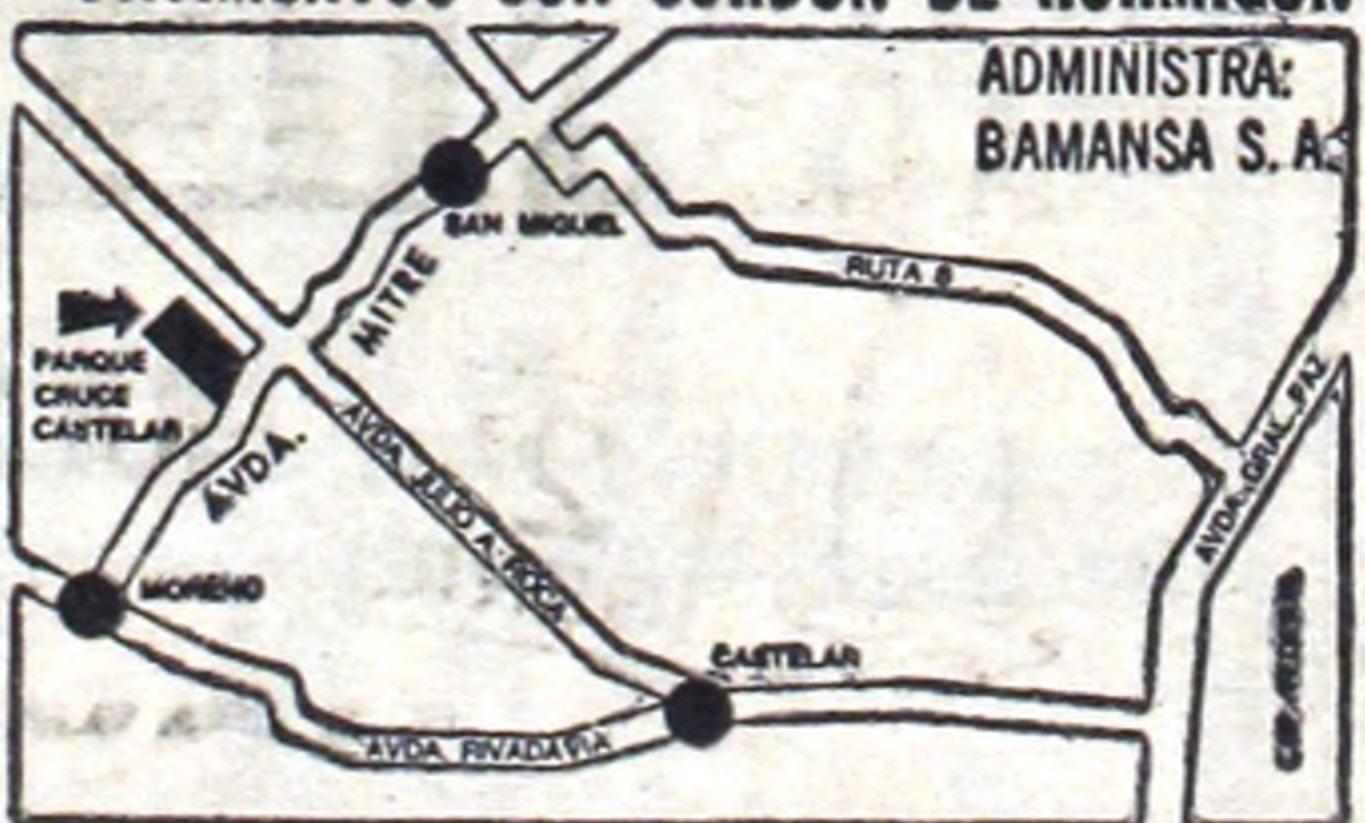 ADMINISTRA:
BAMANSA S. A.
SAN MIGUEL
MITRE
RUTA 8
PARQUE
CRUCE
CASTELAR
AVDA.
AVDA. JULIO A. ROCA
AVDA. GRAL. PAZ
MORENO
CASTELAR
AVDA. RIVADAVIA